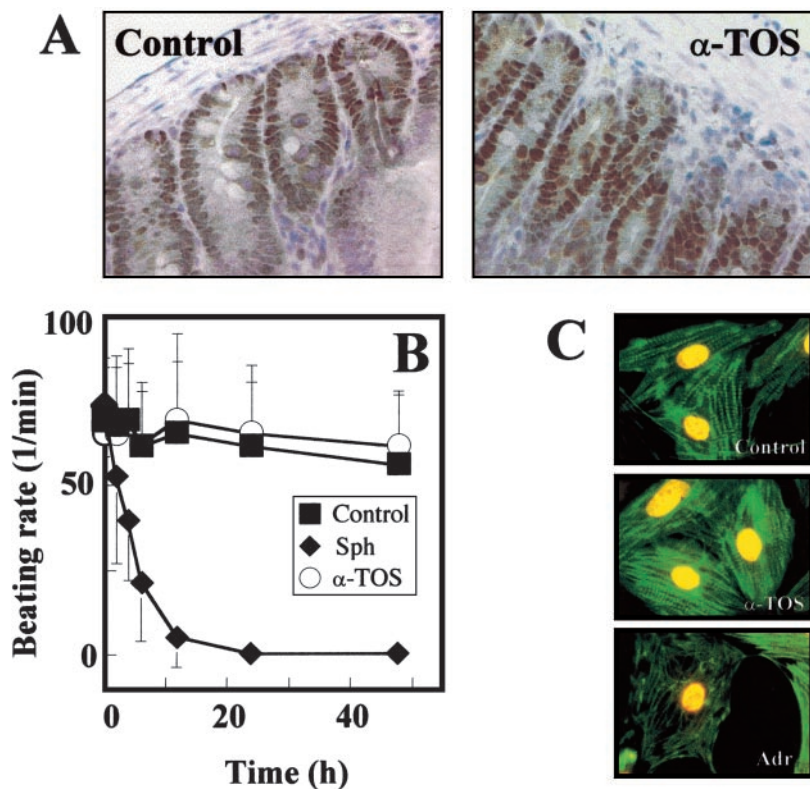 A
Control
α-TOS
B
100
50
0
Beating rate (1/min)
Control
Sph
α-TOS
0
20
40
Time (h)
C
Control
α-TOS
Adr